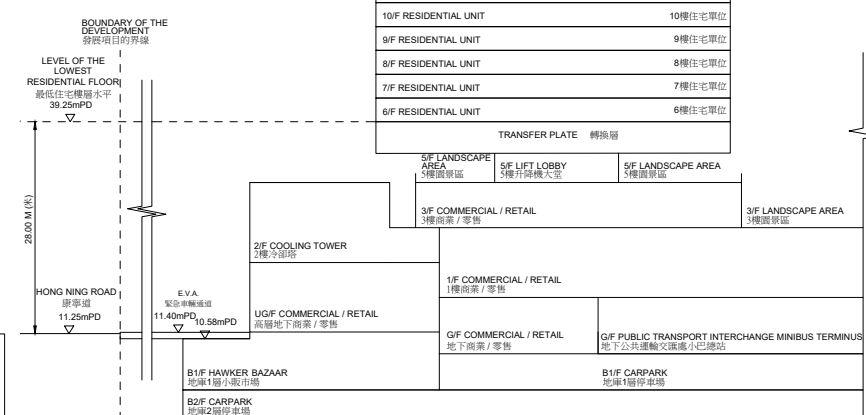 10/F RESIDENTIAL UNIT 10樓住宅單位
BOUNDARY OF THE
DEVELOPMENT
發展項目的界線
9/F RESIDENTIAL UNIT 9樓住宅單位
LEVEL OF THE
LOWEST
RESIDENTIAL FLOOR
最低住宅樓層水平
39.25mPD
8/F RESIDENTIAL UNIT 8樓住宅單位
7/F RESIDENTIAL UNIT 7樓住宅單位
6/F RESIDENTIAL UNIT 6樓住宅單位
TRANSFER PLATE 轉換層
5/F LANDSCAPE
AREA
5樓園景區
5/F LIFT LOBBY
5樓升降機大堂
5/F LANDSCAPE AREA
5樓園景區
28.00 M (米)
3/F COMMERCIAL / RETAIL
3樓商業 / 零售
3/F LANDSCAPE AREA
3樓園景區
2/F COOLING TOWER
2樓冷卻塔
1/F COMMERCIAL / RETAIL
1樓商業 / 零售
HONG NING ROAD
康寧道
11.25mPD
E.V.A.
緊急車輛通道
11.40mPD
10.58mPD
UG/F COMMERCIAL / RETAIL
高層地下商業 / 零售
G/F COMMERCIAL / RETAIL
地下商業 / 零售
G/F PUBLIC TRANSPORT INTERCHANGE MINIBUS TERMINUS
地下公共運輸交匯處小巴總站
B1/F HAWKER BAZAAR
地庫1層小販市場
B1/F CARPARK
地庫1層停車場
B2/F CARPARK
地庫2層停車場